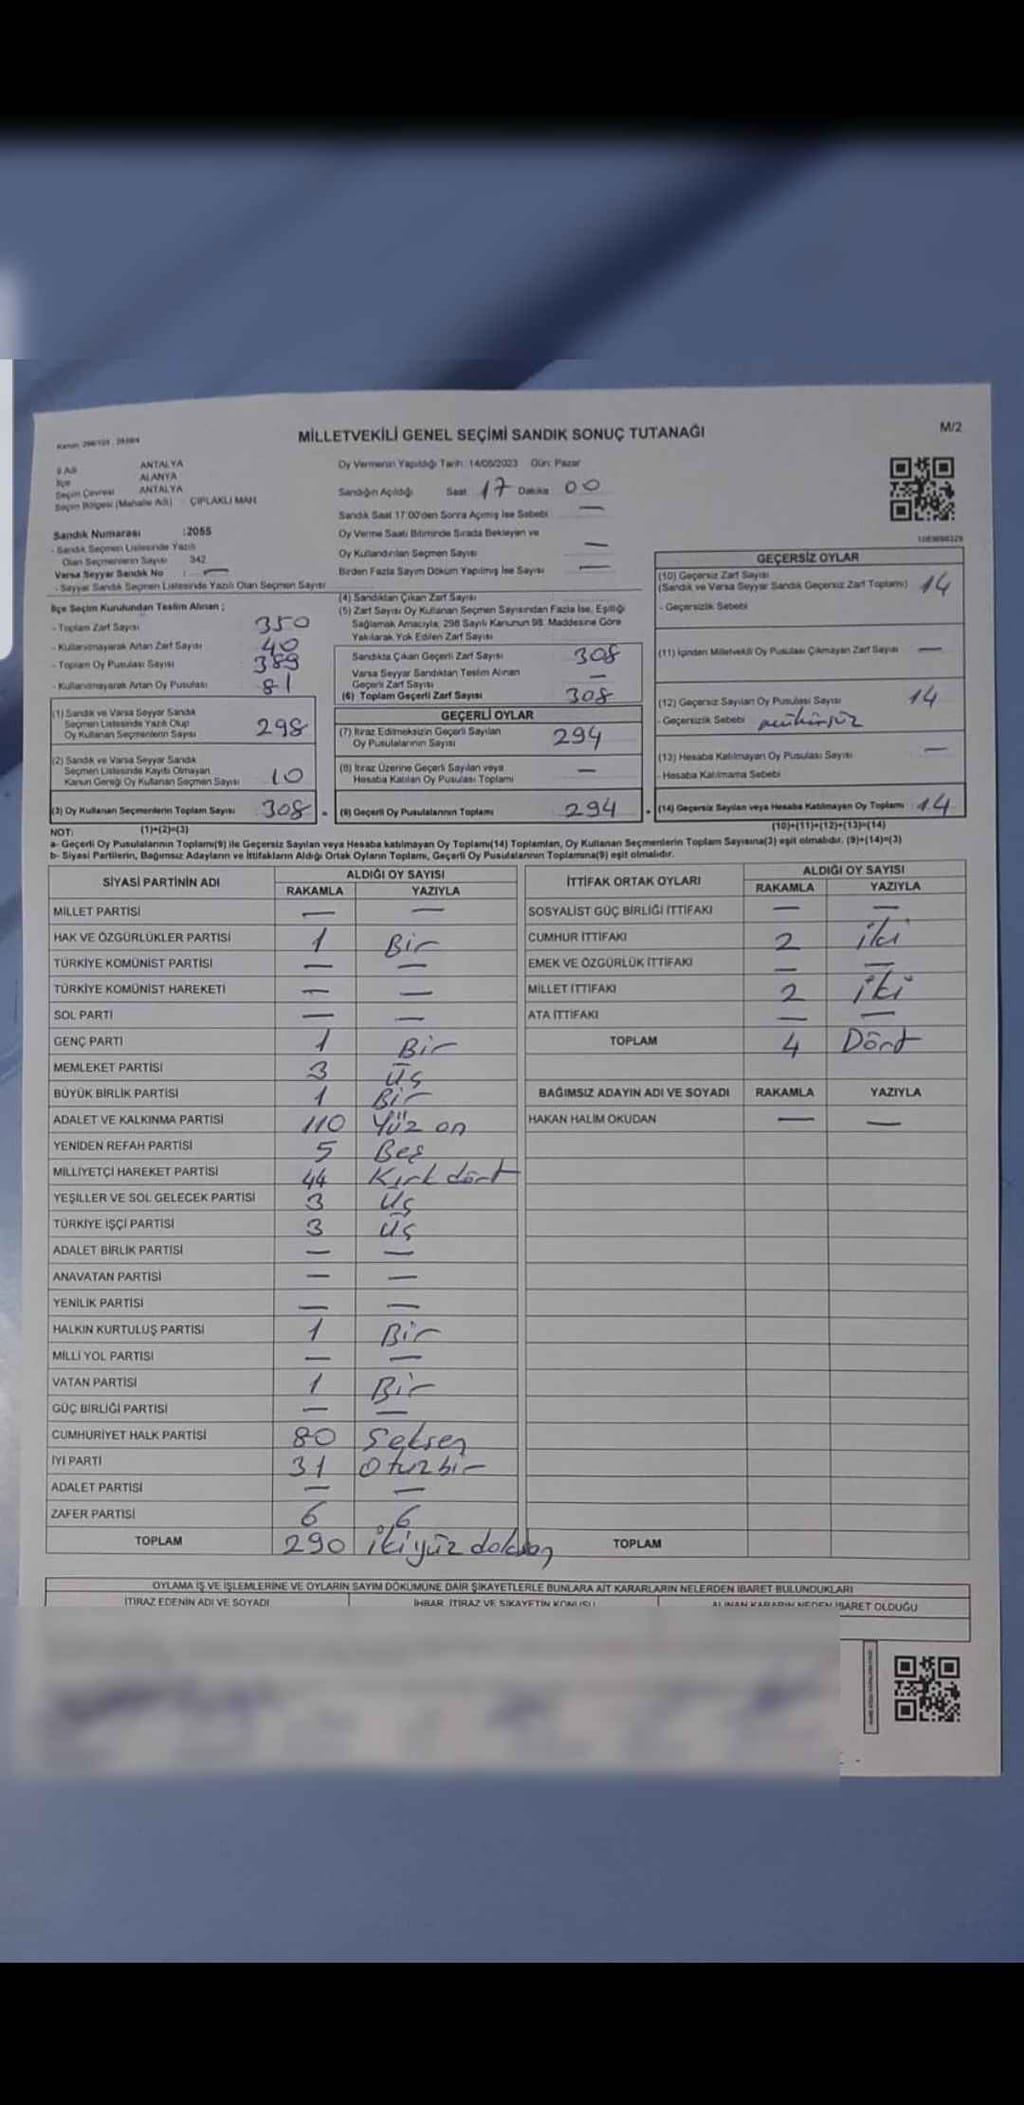 Kanun: 298/101, 2839/4
MİLLETVEKİLİ GENEL SEÇİMİ SANDIK SONUÇ TUTANAĞI
M/2
İl Adı ANTALYA
İlçe ALANYA
Seçim Çevresi ANTALYA
Seçim Bölgesi (Mahalle Adı) : ÇIPLAKLI MAH.
Sandık Numarası :2055
- Sandık Seçmen Listesinde Yazılı
Olan Seçmenlerin Sayısı 342
Varsa Seyyar Sandık No : —
- Seyyar Sandık Seçmen Listesinde Yazılı Olan Seçmen Sayısı
Oy Vermenin Yapıldığı Tarih: 14/05/2023 Gün: Pazar
Sandığın Açıldığı Saat 17 Dakika 00
Sandık Saat 17:00'den Sonra Açılmış İse Sebebi —
Oy Verme Saati Bitiminde Sırada Bekleyen ve
Oy Kullandırılan Seçmen Sayısı —
Birden Fazla Sayım Döküm Yapılmış İse Sayısı —
İlçe Seçim Kurulundan Teslim Alınan ;
- Toplam Zarf Sayısı 350
- Kullanılmayarak Artan Zarf Sayısı 40
- Toplam Oy Pusulası Sayısı 389
- Kullanılmayarak Artan Oy Pusulası 81
(1) Sandık ve Varsa Seyyar Sandık
Seçmen Listesinde Yazılı Olup
Oy Kullanan Seçmenlerin Sayısı 298
(2) Sandık ve Varsa Seyyar Sandık
Seçmen Listesinde Kayıtlı Olmayan
Kanun Gereği Oy Kullanan Seçmen Sayısı 10
(3) Oy Kullanan Seçmenlerin Toplam Sayısı 308
(4) Sandıktan Çıkan Zarf Sayısı
(5) Zarf Sayısı Oy Kullanan Seçmen Sayısından Fazla İse, Eşitliği
Sağlamak Amacıyla, 298 Sayılı Kanunun 98. Maddesine Göre
Yakılarak Yok Edilen Zarf Sayısı
Sandıkta Çıkan Geçerli Zarf Sayısı 308
Varsa Seyyar Sandıktan Teslim Alınan
Geçerli Zarf Sayısı —
(6) Toplam Geçerli Zarf Sayısı 308
GEÇERLİ OYLAR
(7) İtiraz Edilmeksizin Geçerli Sayılan
Oy Pusulalarının Sayısı 294
(8) İtiraz Üzerine Geçerli Sayılan veya
Hesaba Katılan Oy Pusulası Toplamı —
(9) Geçerli Oy Pusulalarının Toplamı 294
GEÇERSİZ OYLAR
(10) Geçersiz Zarf Sayısı
(Sandık ve Varsa Seyyar Sandık Geçersiz Zarf Toplamı) 14
- Geçersizlik Sebebi
(11) İçinden Milletvekili Oy Pusulası Çıkmayan Zarf Sayısı —
(12) Geçersiz Sayılan Oy Pusulası Sayısı 14
- Geçersizlik Sebebi mühürsüz
(13) Hesaba Katılmayan Oy Pusulası Sayısı —
- Hesaba Katılmama Sebebi
(14) Geçersiz Sayılan veya Hesaba Katılmayan Oy Toplamı 14
NOT: (1)+(2)=(3) (10)+(11)+(12)+(13)=(14)
a- Geçerli Oy Pusulalarının Toplamı(9) ile Geçersiz Sayılan veya Hesaba katılmayan Oy Toplamı(14) Toplamları, Oy Kullanan Seçmenlerin Toplam Sayısına(3) eşit olmalıdır. (9)+(14)=(3)
b- Siyasi Partilerin, Bağımsız Adayların ve İttifakların Aldığı Ortak Oyların Toplamı, Geçerli Oy Pusulalarının Toplamına(9) eşit olmalıdır.
SİYASİ PARTİNİN ADI ALDIĞI OY SAYISI
RAKAMLA YAZIYLA
MİLLET PARTİSİ — —
HAK VE ÖZGÜRLÜKLER PARTİSİ 1 Bir
TÜRKİYE KOMÜNİST PARTİSİ — —
TÜRKİYE KOMÜNİST HAREKETİ — —
SOL PARTİ — —
GENÇ PARTİ 1 Bir
MEMLEKET PARTİSİ 3 üç
BÜYÜK BİRLİK PARTİSİ 1 Bir
ADALET VE KALKINMA PARTİSİ 110 Yüz on
YENİDEN REFAH PARTİSİ 5 Beş
MİLLİYETÇİ HAREKET PARTİSİ 44 Kırk dört
YEŞİLLER VE SOL GELECEK PARTİSİ 3 Üç
TÜRKİYE İŞÇİ PARTİSİ 3 üç
ADALET BİRLİK PARTİSİ — —
ANAVATAN PARTİSİ — —
YENİLİK PARTİSİ — —
HALKIN KURTULUŞ PARTİSİ 1 Bir
MİLLİ YOL PARTİSİ — —
VATAN PARTİSİ 1 Bir
GÜÇ BİRLİĞİ PARTİSİ — —
CUMHURİYET HALK PARTİSİ 80 Seksen
İYİ PARTİ 31 Otuzbir
ADALET PARTİSİ — —
ZAFER PARTİSİ 6 6
TOPLAM 290 ikiyüz doksan
İTTİFAK ORTAK OYLARI ALDIĞI OY SAYISI
RAKAMLA YAZIYLA
SOSYALİST GÜÇ BİRLİĞİ İTTİFAKI — —
CUMHUR İTTİFAKI 2 iki
EMEK VE ÖZGÜRLÜK İTTİFAKI — —
MİLLET İTTİFAKI 2 iki
ATA İTTİFAKI — —
TOPLAM 4 Dört
BAĞIMSIZ ADAYIN ADI VE SOYADI RAKAMLA YAZIYLA
HAKAN HALİM OKUDAN — —
TOPLAM
OYLAMA İŞ VE İŞLEMLERİNE VE OYLARIN SAYIM DÖKÜMÜNE DAİR ŞİKAYETLERLE BUNLARA AİT KARARLARIN NELERDEN İBARET BULUNDUKLARI
İTİRAZ EDENİN ADI VE SOYADI İHBAR, İTİRAZ VE ŞİKAYETİN KONUSU ALINAN KARARIN NEDEN İBARET OLDUĞU